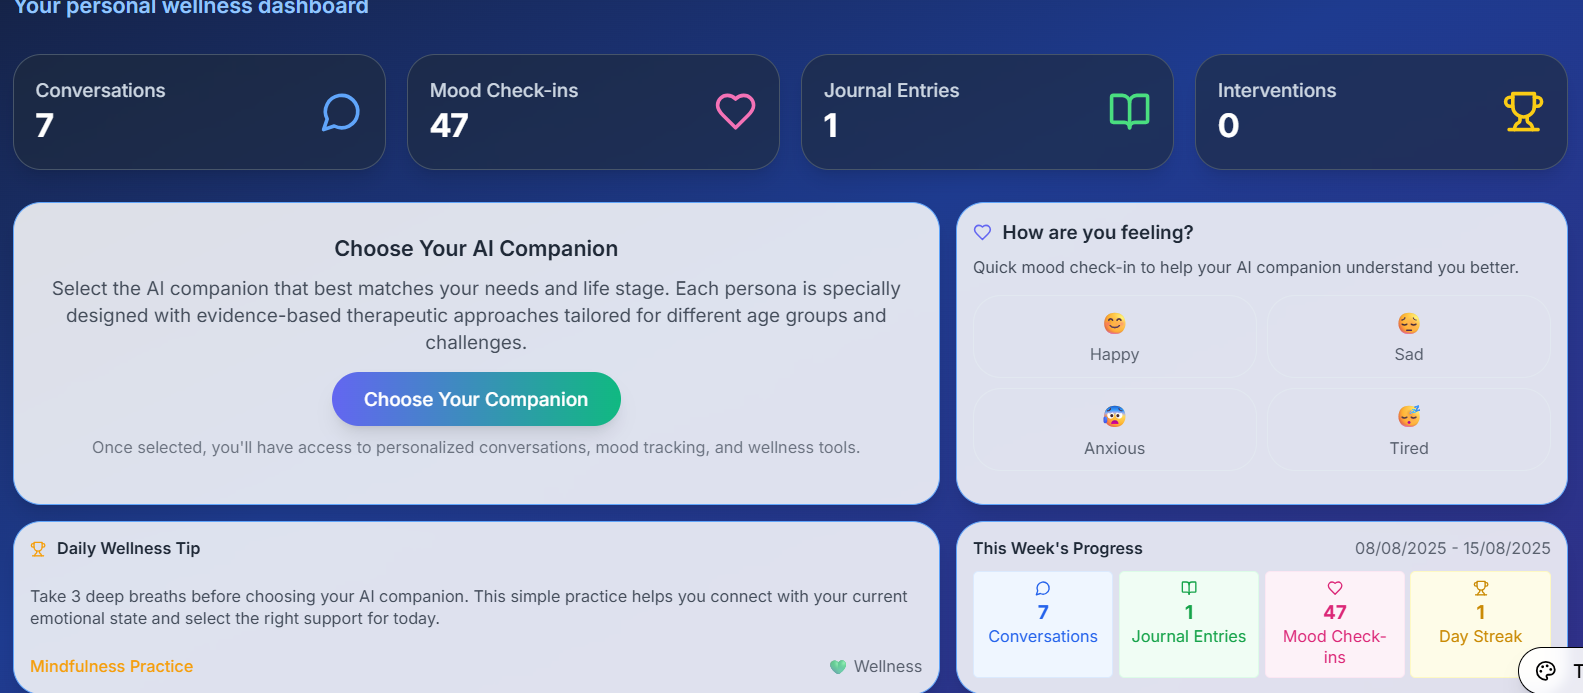 Your personal wellness dashboard
Conversations
7
Mood Check-ins
47
Journal Entries
1
Interventions
0
Choose Your AI Companion
Select the AI companion that best matches your needs and life stage. Each persona is specially
designed with evidence-based therapeutic approaches tailored for different age groups and
challenges.
Choose Your Companion
Once selected, you'll have access to personalized conversations, mood tracking, and wellness tools.
How are you feeling?
Quick mood check-in to help your AI companion understand you better.
Happy
Sad
Anxious
Tired
Daily Wellness Tip
Take 3 deep breaths before choosing your AI companion. This simple practice helps you connect with your current
emotional state and select the right support for today.
Mindfulness Practice
Wellness
This Week's Progress
08/08/2025 - 15/08/2025
7
Conversations
1
Journal Entries
47
Mood Check-
ins
1
Day Streak